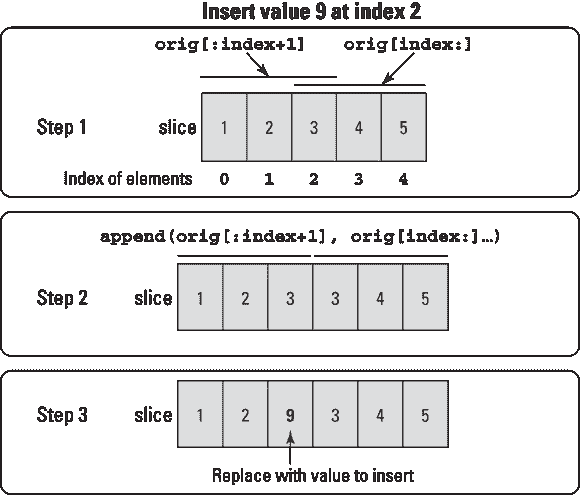 Insert value 9 at index 2
orig[:index+1] orig[index:]
Step 1 slice 1 2 3 4 5
Index of elements 0 1 2 3 4
append(orig[:index+1], orig[index:]…)
Step 2 slice 1 2 3 3 4 5
Step 3 slice 1 2 9 3 4 5
Replace with value to insert